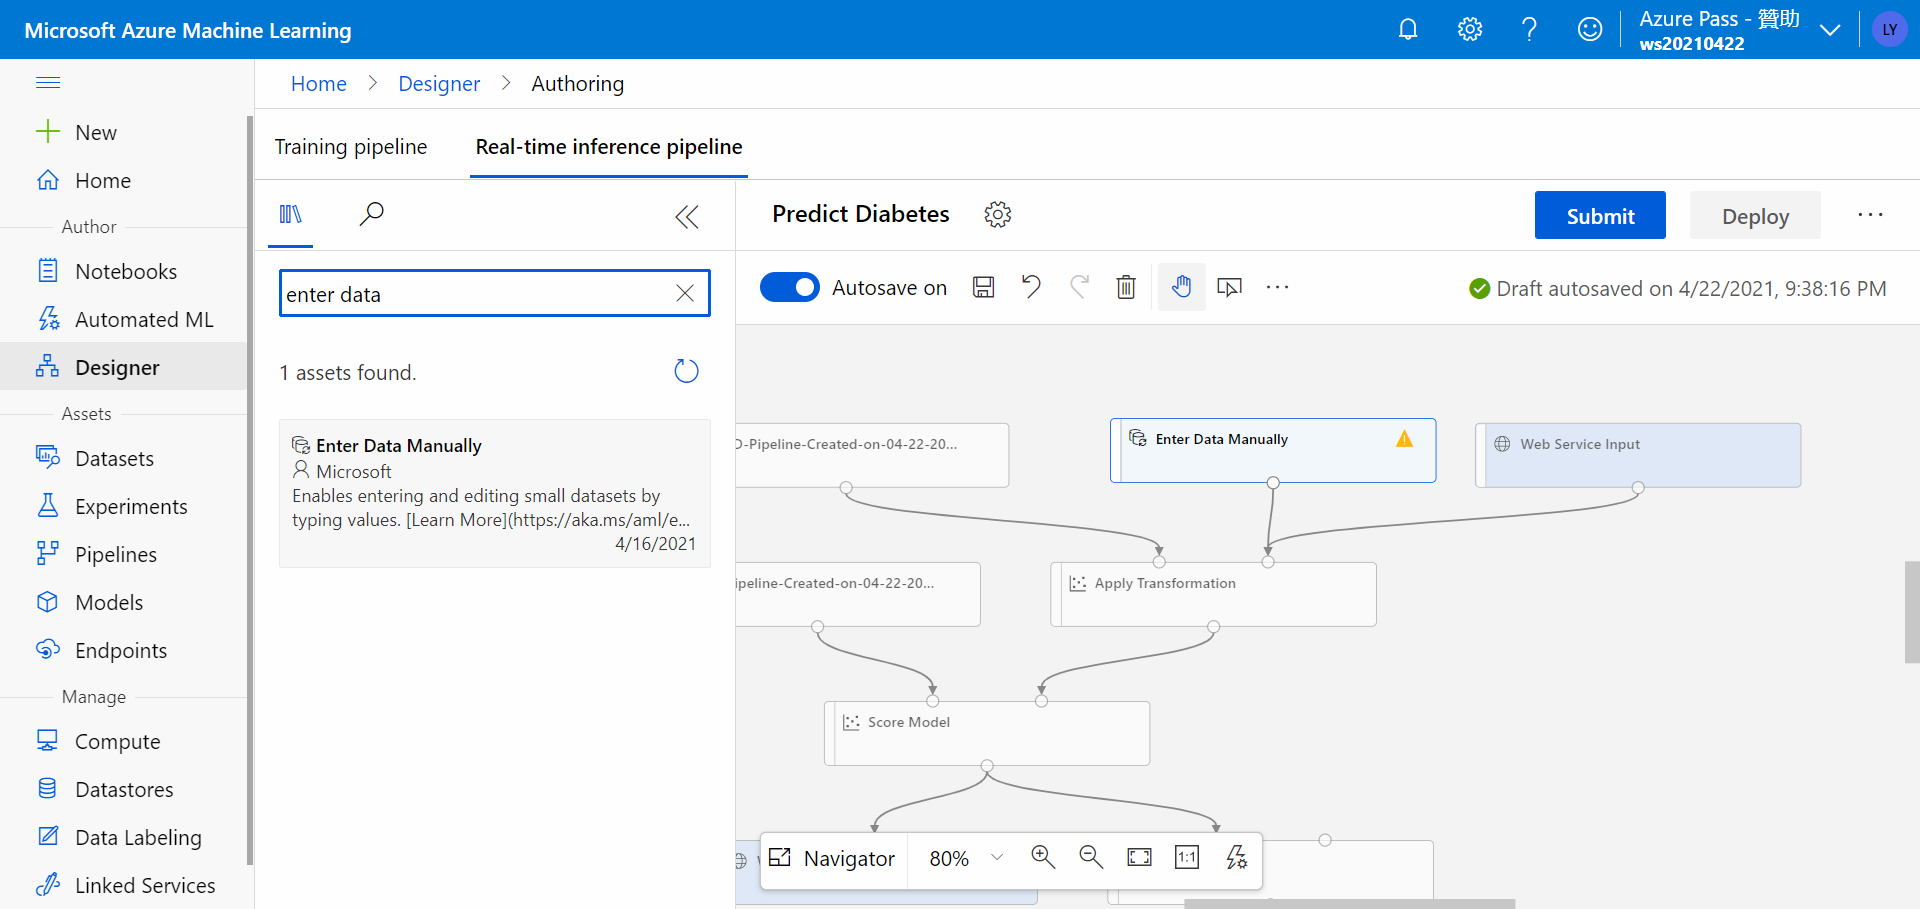 Microsoft Azure Machine Learning
Azure Pass - 贊助
ws20210422
LY
Home
Designer
Authoring
New
Home
Author
Notebooks
Automated ML
Designer
Assets
Datasets
Experiments
Pipelines
Models
Endpoints
Manage
Compute
Datastores
Data Labeling
Linked Services
Training pipeline
Real-time inference pipeline
enter data
1 assets found.
Enter Data Manually
Microsoft
Enables entering and editing small datasets by
typing values. [Learn More](https://aka.ms/aml/e...
4/16/2021
Predict Diabetes
Submit
Deploy
Autosave on
Draft autosaved on 4/22/2021, 9:38:16 PM
D-Pipeline-Created-on-04-22-20...
Enter Data Manually
Web Service Input
ipeline-Created-on-04-22-20...
Apply Transformation
Score Model
Navigator
80%
1:1